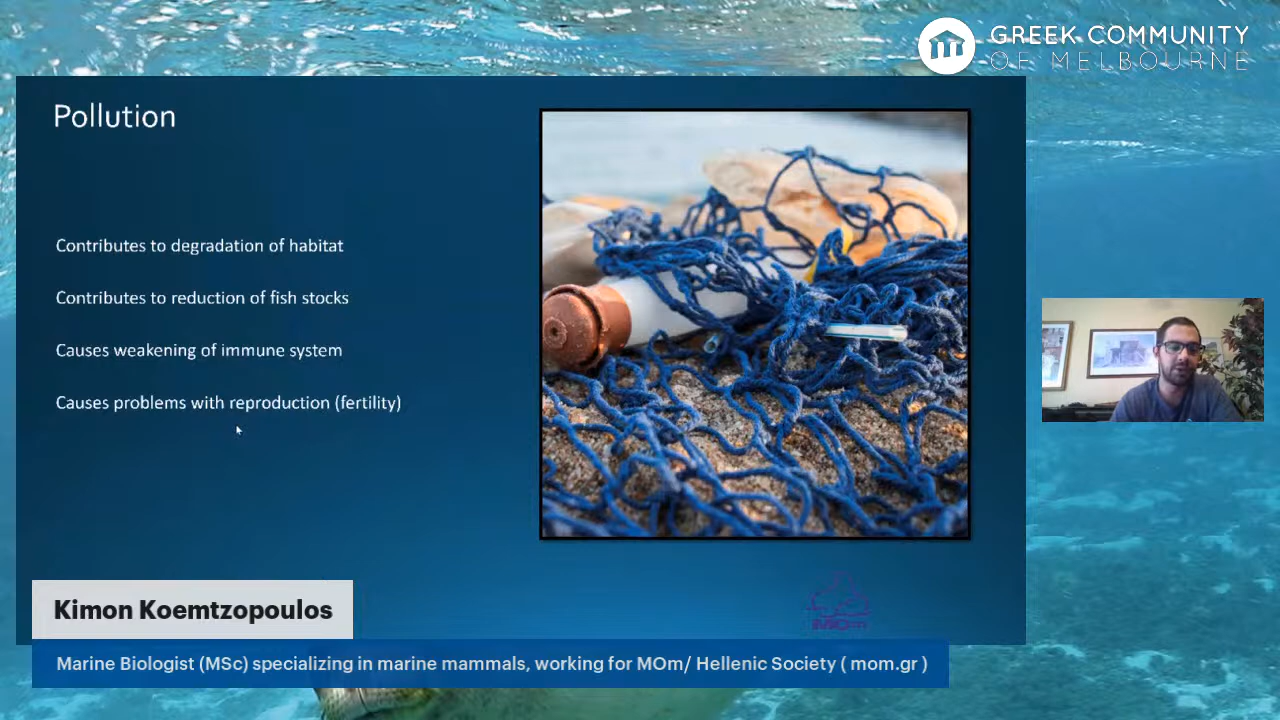 GREEK COMMUNITY
OF MELBOURNE
Pollution
Contributes to degradation of habitat
Contributes to reduction of fish stocks
Causes weakening of immune system
Causes problems with reproduction (fertility)
MOm
Kimon Koemtzopoulos
Marine Biologist (MSc) specializing in marine mammals, working for MOm/ Hellenic Society ( mom.gr )